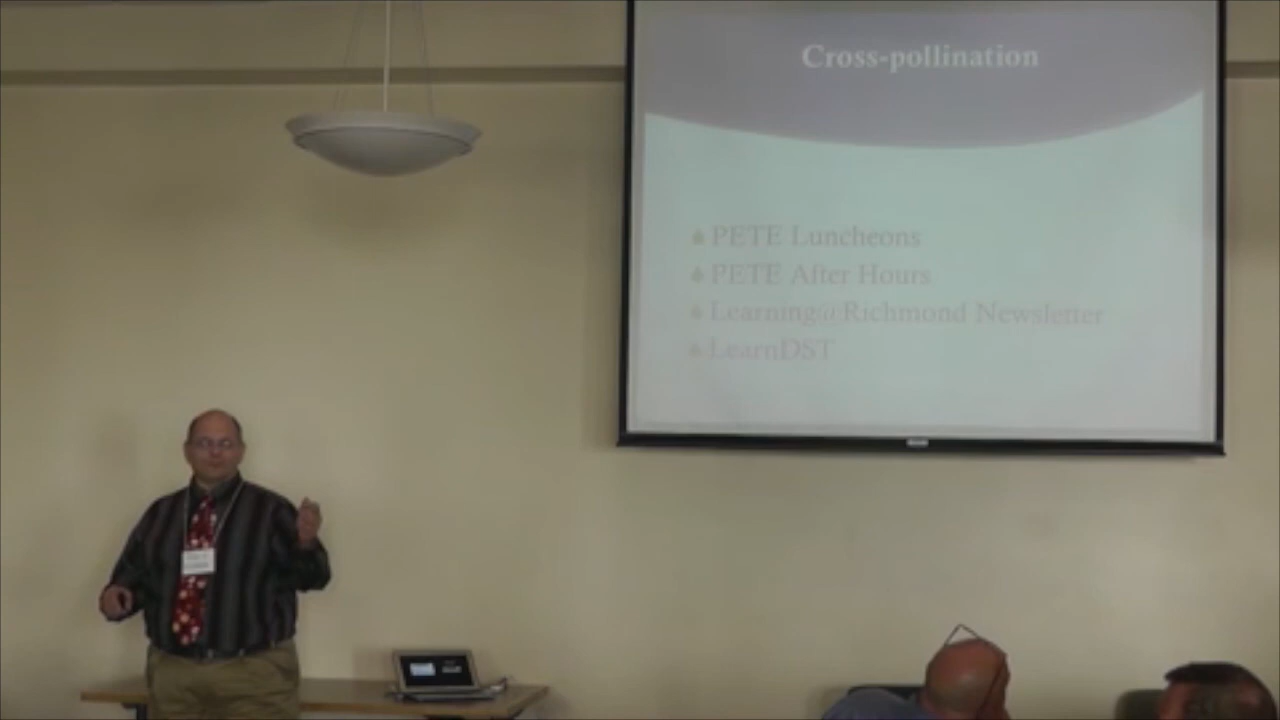 Cross-pollination
PETE Luncheons
PETE After Hours
Learning@Richmond Newsletter
LearnDST